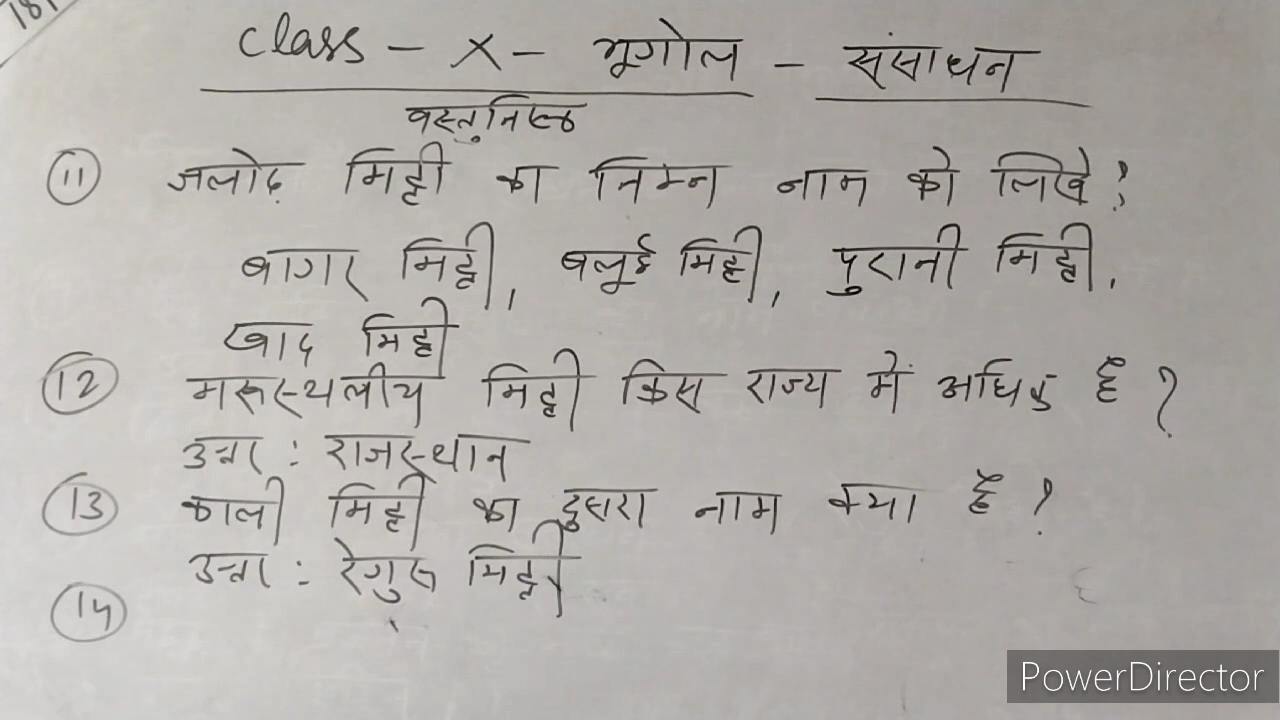 181
Class - X - भूगोल - संसाधन
वस्तुनिष्ठ
11 जलोढ़ मिट्टी का निम्न नाम को लिखें?
बागर मिट्टी, बलूई मिट्टी, पुरानी मिट्टी,
खाद मिट्टी
12 मरूस्थलीय मिट्टी किस राज्य में अधिक है ?
उत्तर : राजस्थान
13 काली मिट्टी का दुसरा नाम क्या है ?
उत्तर : रेगुर मिट्टी
14
PowerDirector